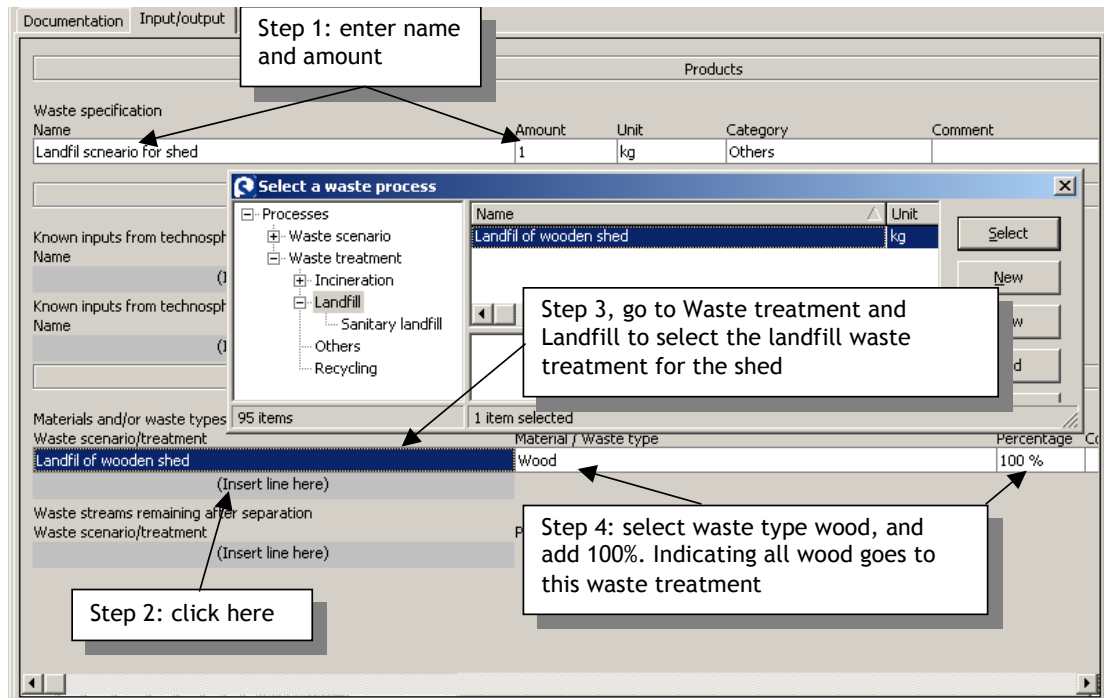 Documentation Input/output
Step 1: enter name
and amount
Products
Waste specification
Name Amount Unit Category Comment
Landfil scneario for shed 1 kg Others
Select a waste process
Processes
Waste scenario
Waste treatment
Incineration
Landfill
Sanitary landfill
Others
Recycling
Name Unit
Landfil of wooden shed kg
Select
New
95 items 1 item selected
Known inputs from
Name
Known inputs from
Name
Step 3, go to Waste treatment and
Landfill to select the landfill waste
treatment for the shed
Materials and/or waste types
Waste scenario/treatment Material / Waste type Percentage
Landfil of wooden shed Wood 100 %
(Insert line here)
Waste streams remaining after separation
Waste scenario/treatment
(Insert line here)
Step 4: select waste type wood, and
add 100%. Indicating all wood goes to
this waste treatment
Step 2: click here